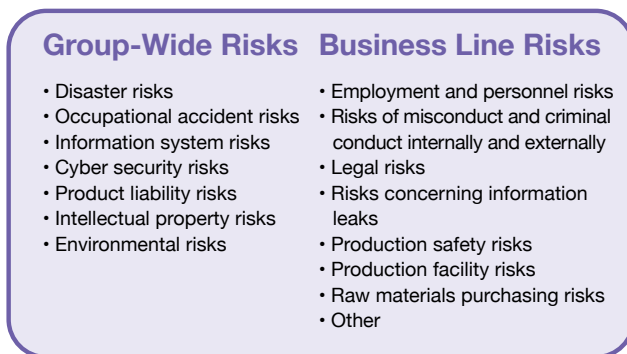 Group-Wide Risks
• Disaster risks
• Occupational accident risks
• Information system risks
• Cyber security risks
• Product liability risks
• Intellectual property risks
• Environmental risks
Business Line Risks
• Employment and personnel risks
• Risks of misconduct and criminal
conduct internally and externally
• Legal risks
• Risks concerning information
leaks
• Production safety risks
• Production facility risks
• Raw materials purchasing risks
• Other